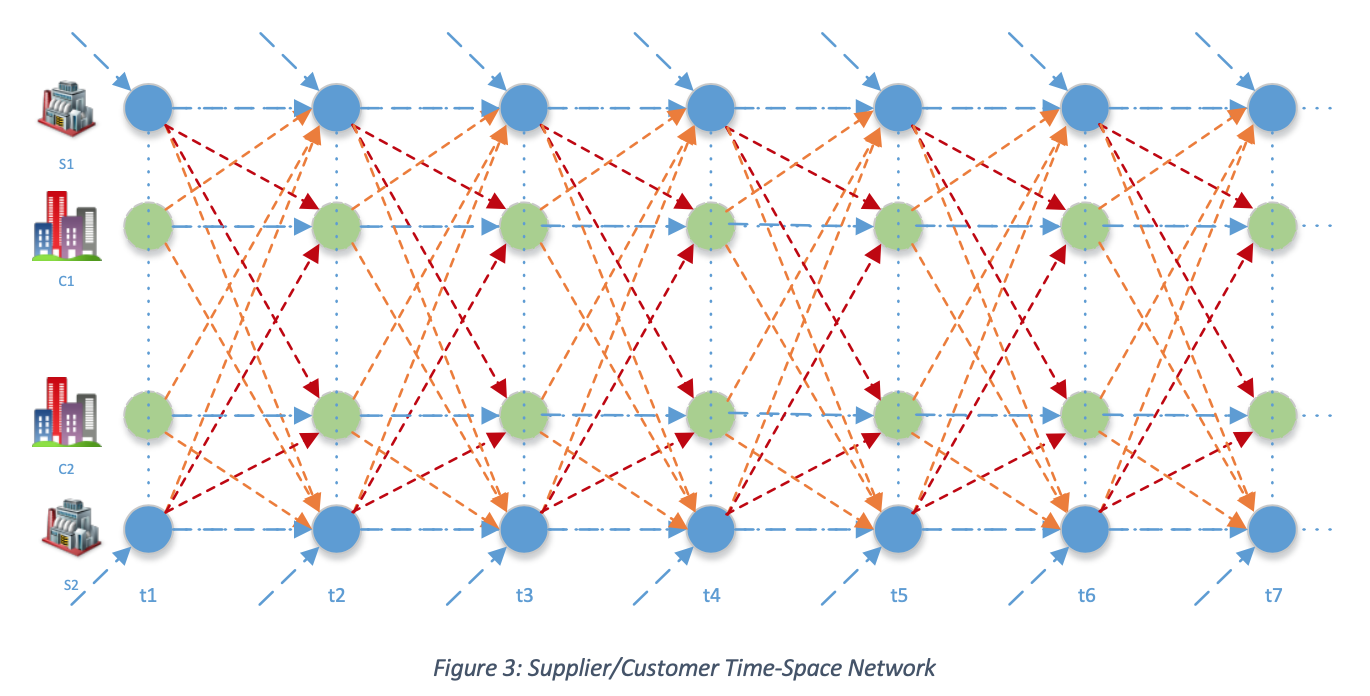 S1
C1
C2
S2
t1 t2 t3 t4 t5 t6 t7
Figure 3: Supplier/Customer Time-Space Network